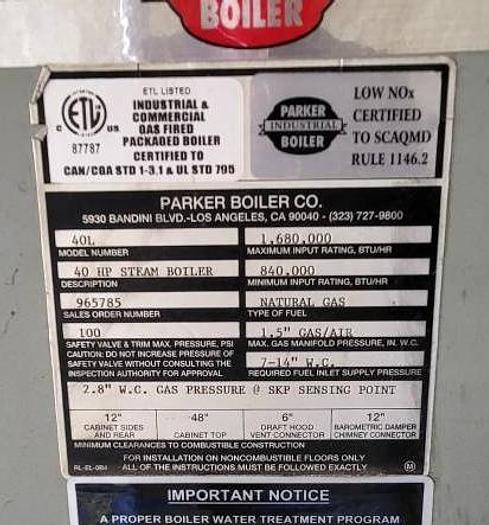 BOILER
ETL LISTED
INDUSTRIAL &
COMMERCIAL
GAS FIRED
PACKAGED BOILER
CERTIFIED TO
CAN/CGA STD 1-3.1 & UL STD 795
C ETL US
87787
PARKER
INDUSTRIAL
BOILER
LOW NOx
CERTIFIED
TO SCAQMD
RULE 1146.2
PARKER BOILER CO.
5930 BANDINI BLVD.-LOS ANGELES, CA 90040 - (323) 727-9800
40L
MODEL NUMBER
1,680,000
MAXIMUM INPUT RATING, BTU/HR
40 HP STEAM BOILER
DESCRIPTION
840,000
MINIMUM INPUT RATING, BTU/HR
965785
SALES ORDER NUMBER
NATURAL GAS
TYPE OF FUEL
100
SAFETY VALVE & TRIM MAX. PRESSURE, PSI
CAUTION: DO NOT INCREASE PRESSURE OF
SAFETY VALVE WITHOUT CONSULTING THE
INSPECTION AUTHORITY FOR APPROVAL
1.5" GAS/AIR
MAX. GAS MANIFOLD PRESSURE, IN. W.C.
7-14" W.C.
REQUIRED FUEL INLET SUPPLY PRESSURE
2.8" W.C. GAS PRESSURE @ SKP SENSING POINT
12"
CABINET SIDES
AND REAR
48"
CABINET TOP
6"
DRAFT HOOD
VENT CONNECTOR
12"
BAROMETRIC DAMPER
CHIMNEY CONNECTOR
MINIMUM CLEARANCES TO COMBUSTIBLE CONSTRUCTION
FOR INSTALLATION ON NONCOMBUSTIBLE FLOORS ONLY
ALL OF THE INSTRUCTIONS MUST BE FOLLOWED EXACTLY
M
IMPORTANT NOTICE
A PROPER BOILER WATER TREATMENT PROGRAM